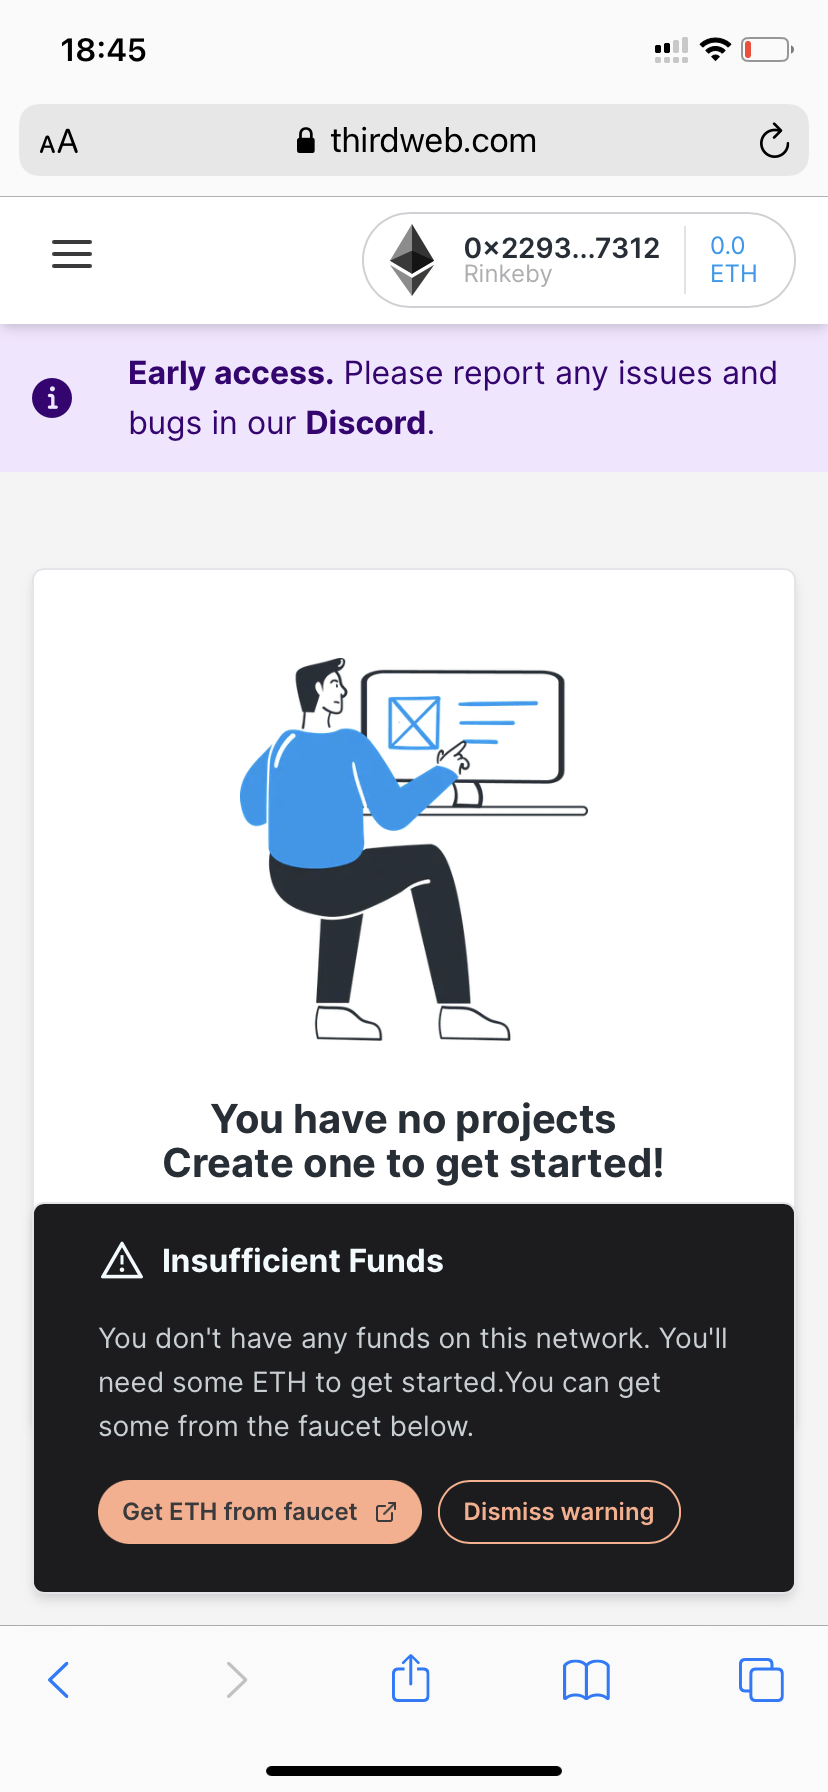 18:45
AA thirdweb.com
0×2293...7312
Rinkeby
0.0
ETH
Early access. Please report any issues and
bugs in our Discord.
You have no projects
Create one to get started!
Insufficient Funds
You don't have any funds on this network. You'll
need some ETH to get started.You can get
some from the faucet below.
Get ETH from faucet
Dismiss warning